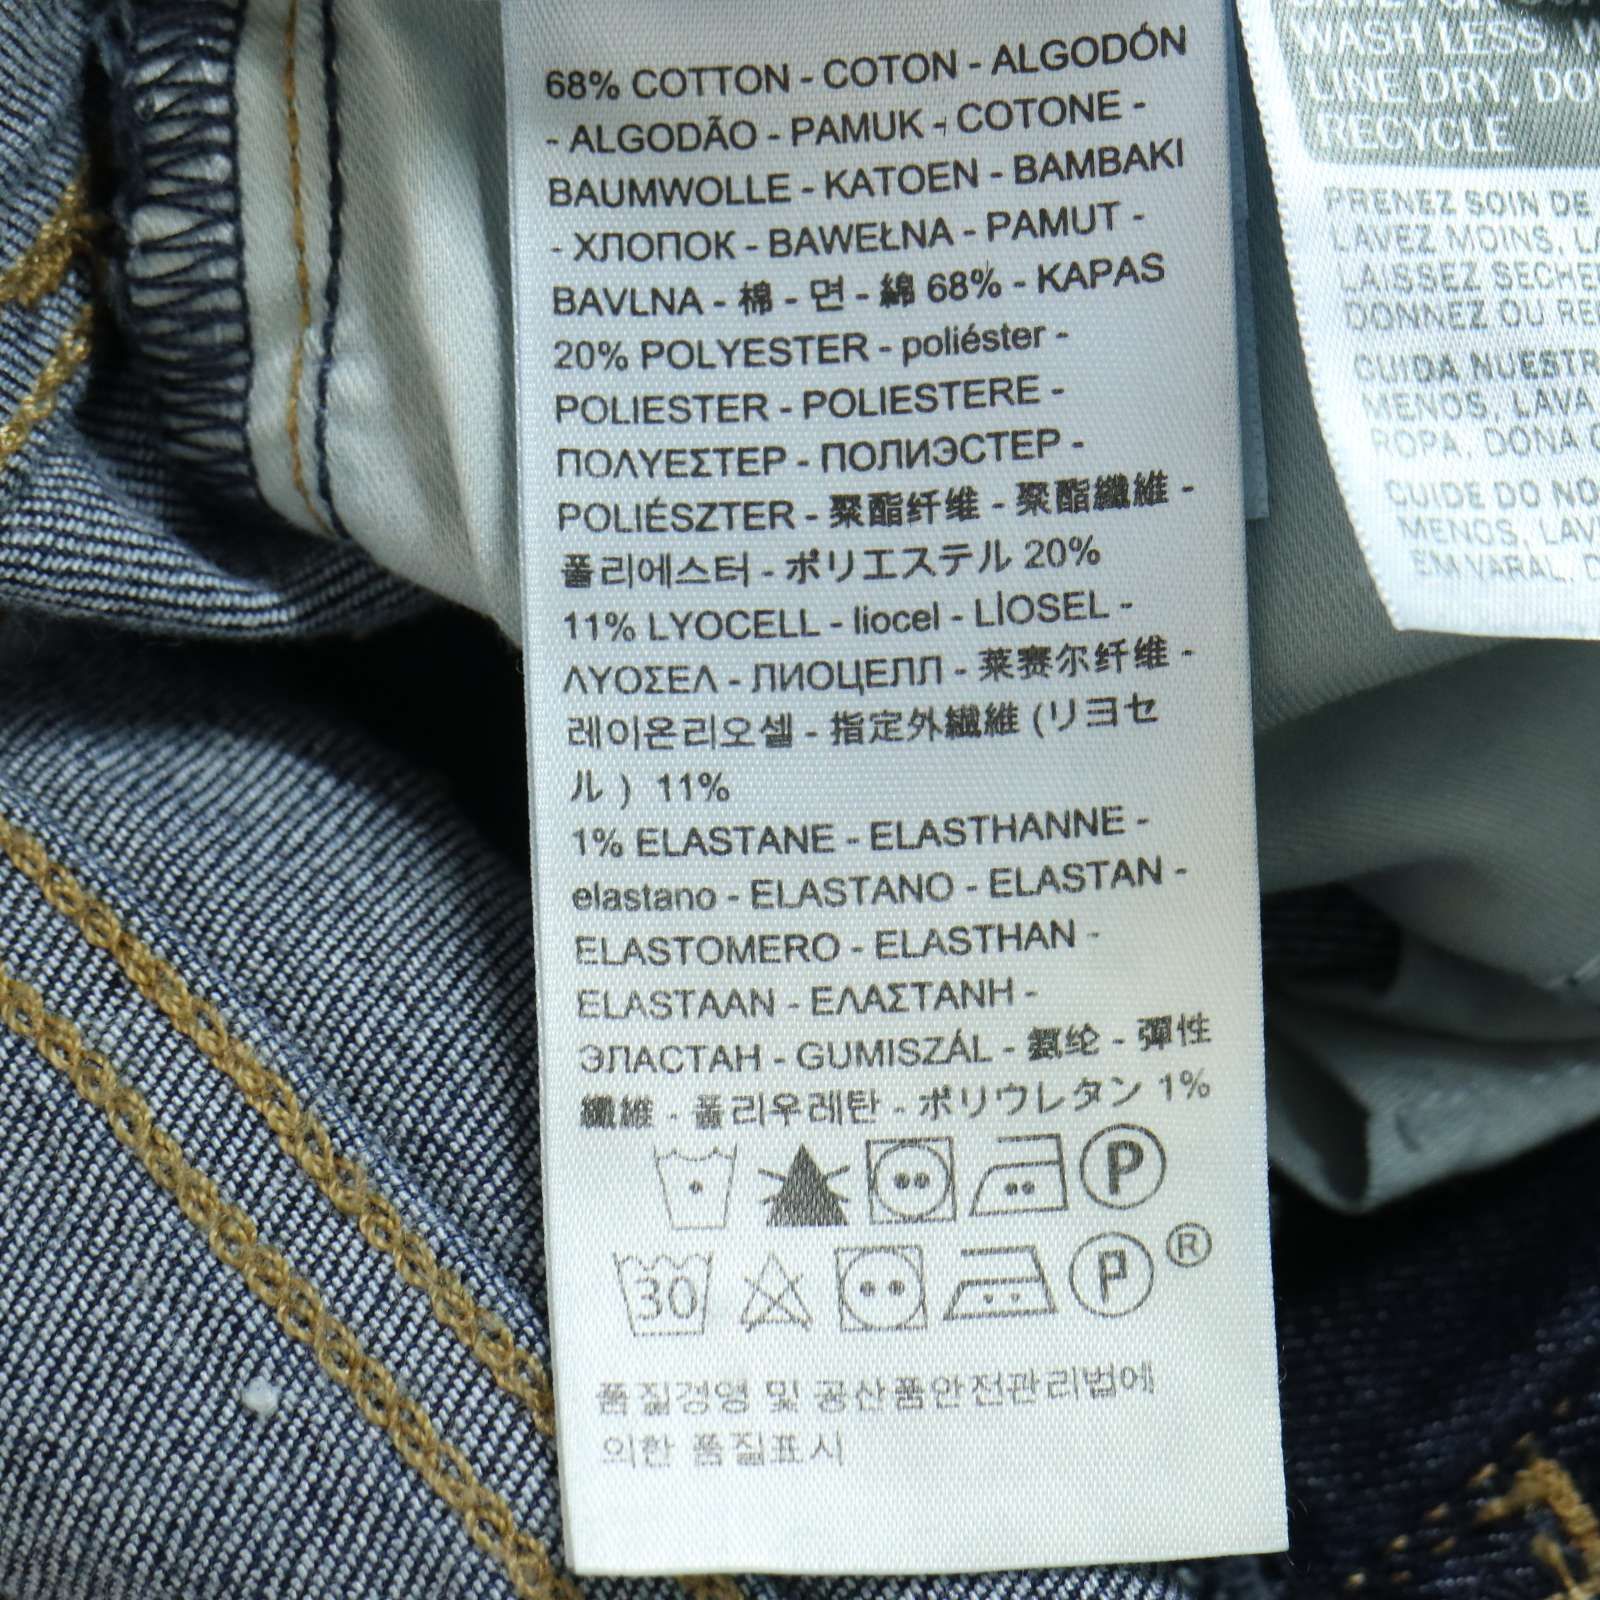 68% COTTON - COTON - ALGODÓN
- ALGODÃO - PAMUK - COTONE -
BAUMWOLLE - KATOEN - BAMBAKI
- ХЛОПОК - BAWEŁNA - PAMUT -
BAVLNA - 棉 - 면 - 綿 68% - KAPAS
20% POLYESTER - poliéster -
POLIESTER - POLIESTERE -
ΠΟΛΥΕΣΤΕΡ - ПОЛИЭСТЕР -
POLIÉSZTER - 聚酯纤维 - 聚酯纖維 -
폴리에스터 - ポリエステル 20%
11% LYOCELL - liocel - LİOSEL -
ΛΥΟΣΕΛ - ЛИОЦЕЛЛ - 莱赛尔纤维 -
레이온리오셀 - 指定外繊維 (リヨセ
ル ) 11%
1% ELASTANE - ELASTHANNE -
elastano - ELASTANO - ELASTAN -
ELASTOMERO - ELASTHAN -
ELASTAAN - ΕΛΑΣΤΑΝΗ -
ЭЛАСТАН - GUMISZÁL - 氨纶 - 彈性
纖維 - 폴리우레탄 - ポリウレタン 1%
P
30 P ®
품질경영 및 공산품안전관리법에
의한 품질표시
WASH LESS, W
LINE DRY, DO
RECYCLE
PRENEZ SOIN DE
LAVEZ MOINS, LA
LAISSEZ SECHE
DONNEZ OU RE
CUIDA NUESTR
MENOS, LAVA
ROPA, DONA O
CUIDE DO NO
MENOS, LAV
EM VARAL, D